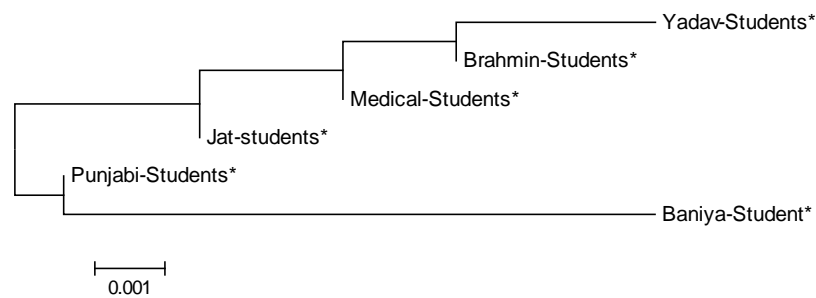 Yadav-Students*
Brahmin-Students*
Medical-Students*
Jat-students*
Punjabi-Students*
Baniya-Student*
0.001